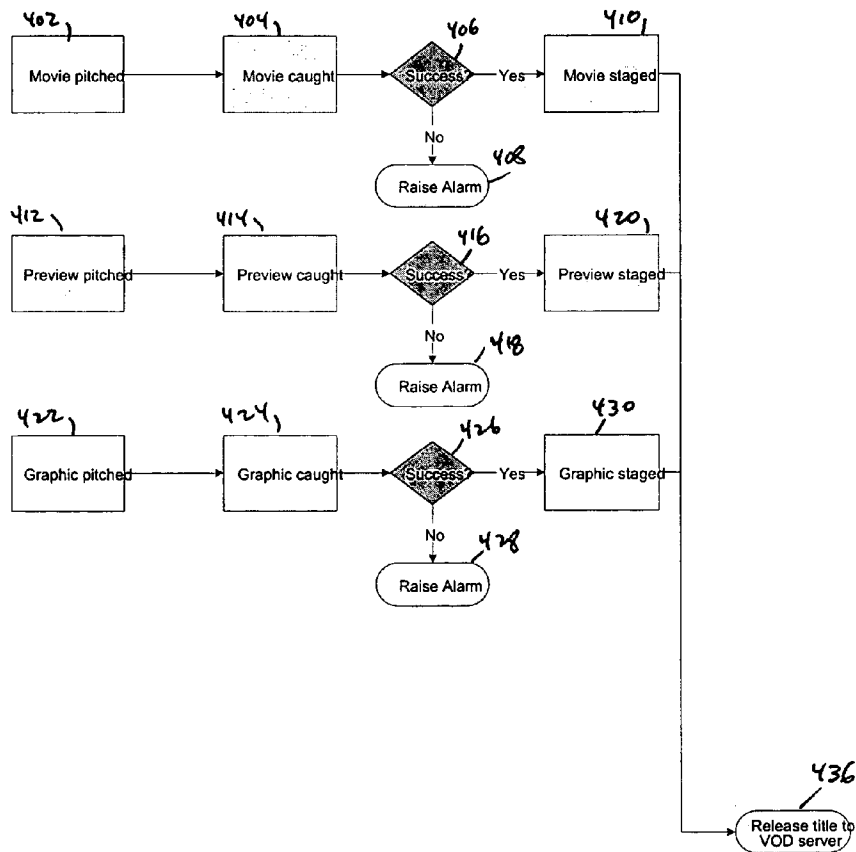 402
404
406
410
Movie pitched
Movie caught
Success?
Yes
Movie staged
No
408
Raise Alarm
412
414
416
420
Preview pitched
Preview caught
Success?
Yes
Preview staged
No
418
Raise Alarm
422
424
426
430
Graphic pitched
Graphic caught
Success?
Yes
Graphic staged
No
428
Raise Alarm
436
Release title to
VOD server